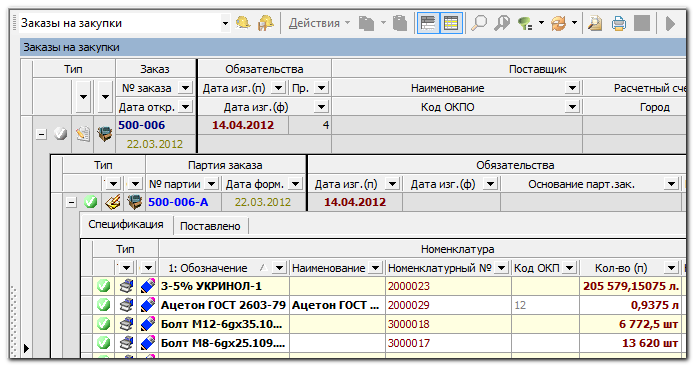 Заказы на закупки
Действия
Заказы на закупки
Тип Заказ Обязательства Поставщик
№ заказа Дата изг.(п) Пр. Наименование Расчетный сче
Дата откр. Дата изг.(ф) Код ОКПО Город
500-006 14.04.2012 4
22.03.2012
Тип Партия заказа Обязательства
№ партии Дата форм. Дата изг.(п) Дата изг.(ф) Основание парт.зак.
500-006-А 22.03.2012 14.04.2012
Спецификация Поставлено
Тип Номенклатура
1: Обозначение Наименование Номенклатурный № Код ОКП Кол-во (п)
3-5% УКРИНОЛ-1 2000023 205 579,15075 л.
Ацетон ГОСТ 2603-79 Ацетон ГОСТ ... 2000029 12 0,9375 л
Болт М12-6gх35.10... 3000018 6 772,5 шт
Болт М8-6gх25.109.... 3000017 13 620 шт